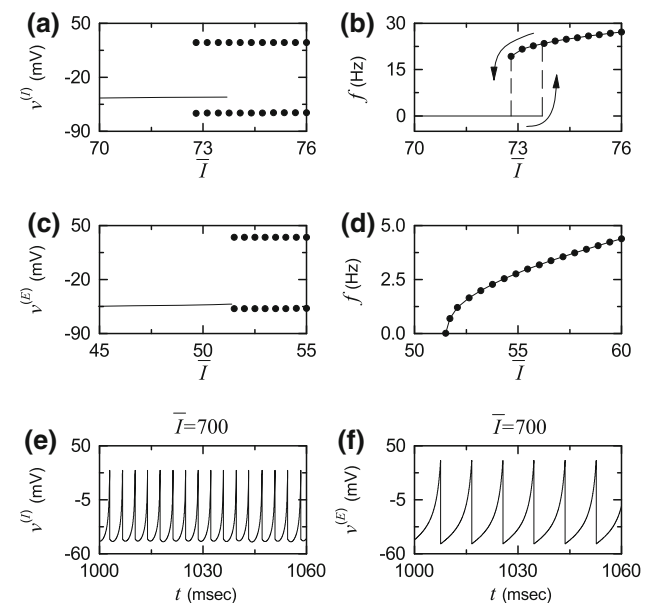 (a)
50
-20
-90
v^(I) (mV)
70
73
76
Ī
(b)
30
15
0
f (Hz)
70
73
76
Ī
(c)
50
-20
-90
v^(E) (mV)
45
50
55
Ī
(d)
5.0
2.5
0.0
f (Hz)
50
55
60
Ī
(e)
Ī=700
50
-5
-60
v^(I) (mV)
1000
1030
1060
t (msec)
(f)
Ī=700
50
-5
-60
v^(E) (mV)
1000
1030
1060
t (msec)